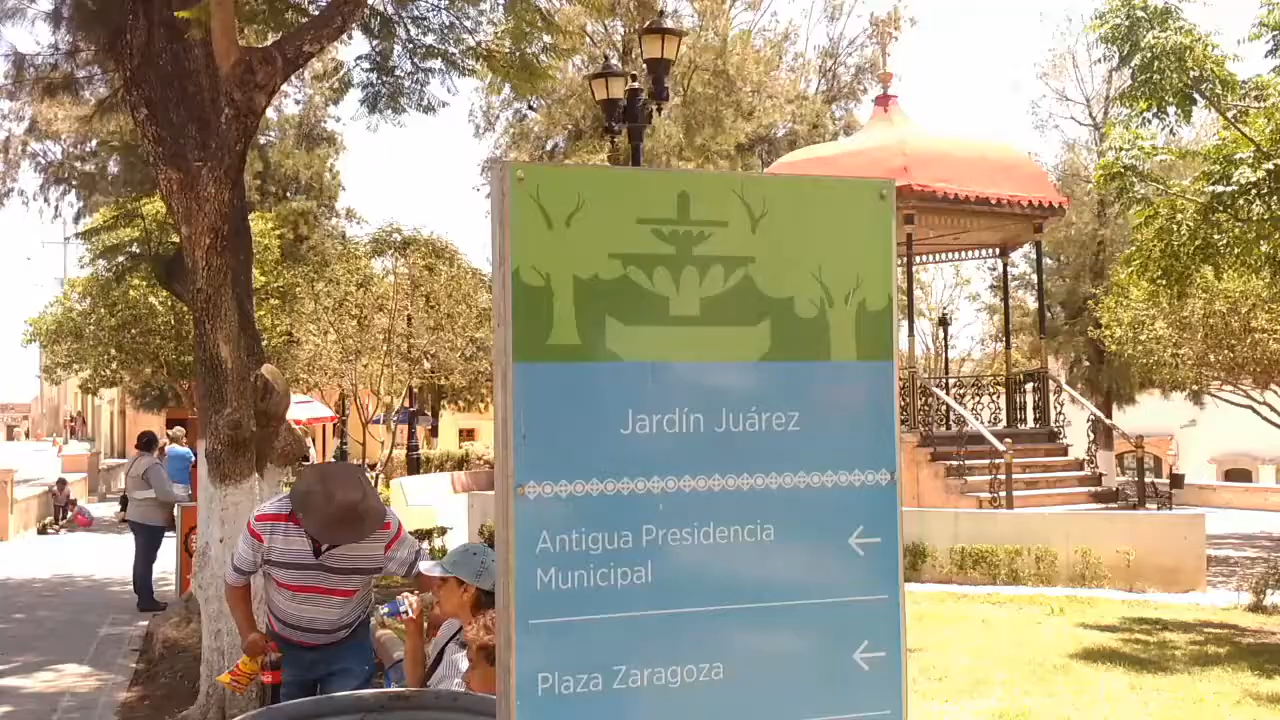 Jardín Juárez
Antigua Presidencia
Municipal
←
Plaza Zaragoza
←